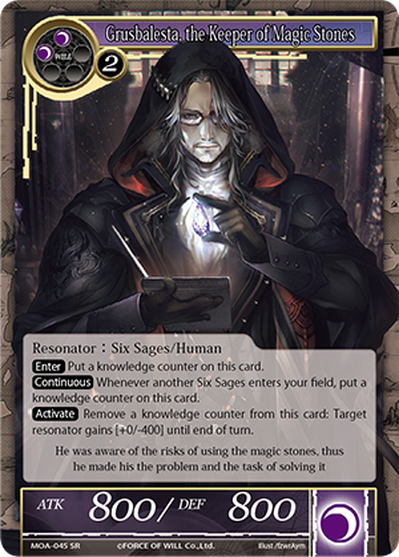 Grusbalesta, the Keeper of Magic Stones
WILL
2
Resonator : Six Sages/Human
Enter Put a knowledge counter on this card.
Continuous Whenever another Six Sages enters your field, put a
knowledge counter on this card.
Activate Remove a knowledge counter from this card: Target
resonator gains [+0/-400] until end of turn.
He was aware of the risks of using the magic stones, thus
he made his the problem and the task of solving it
ATK 800/ DEF 800
MOA-045 SR ©FORCE OF WILL Co.,Ltd. Illust./fzwrAym